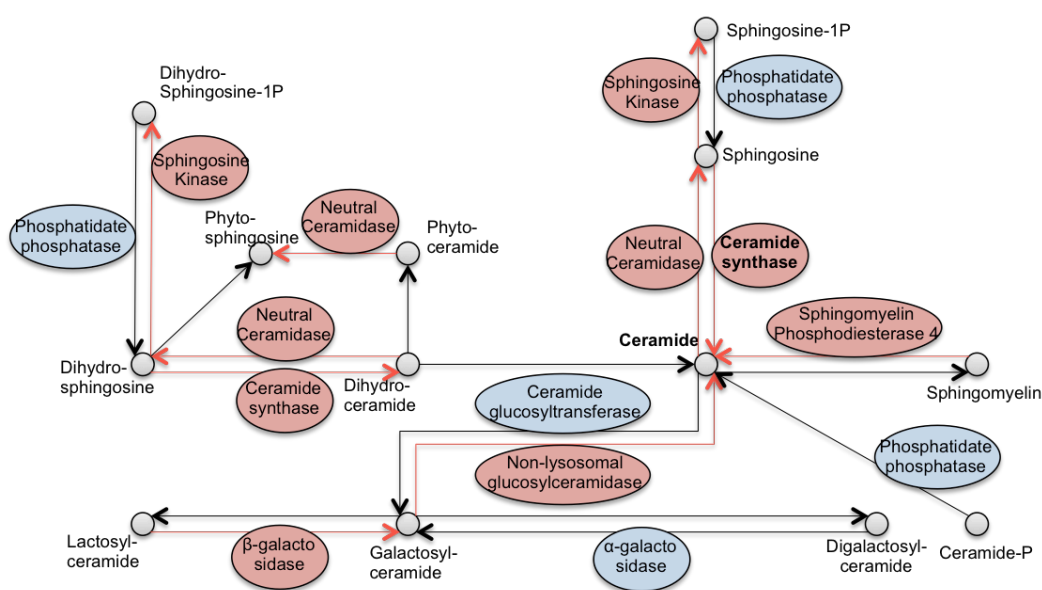 Sphingosine-1P
Dihydro-
Sphingosine-1P
Sphingosine
Kinase
Phosphatidate
phosphatase
Sphingosine
Sphingosine
Kinase
Phosphatidate
phosphatase
Phyto-
sphingosine
Neutral
Ceramidase
Phyto-
ceramide
Neutral
Ceramidase
Ceramide
synthase
Neutral
Ceramidase
Sphingomyelin
Phosphodiesterase 4
Ceramide
Dihydro-
sphingosine
Ceramide
synthase
Dihydro-
ceramide
Ceramide
glucosyltransferase
Sphingomyelin
Non-lysosomal
glucosylceramidase
Phosphatidate
phosphatase
Lactosyl-
ceramide
β-galacto
sidase
Galactosyl-
ceramide
α-galacto
sidase
Digalactosyl-
ceramide
Ceramide-P